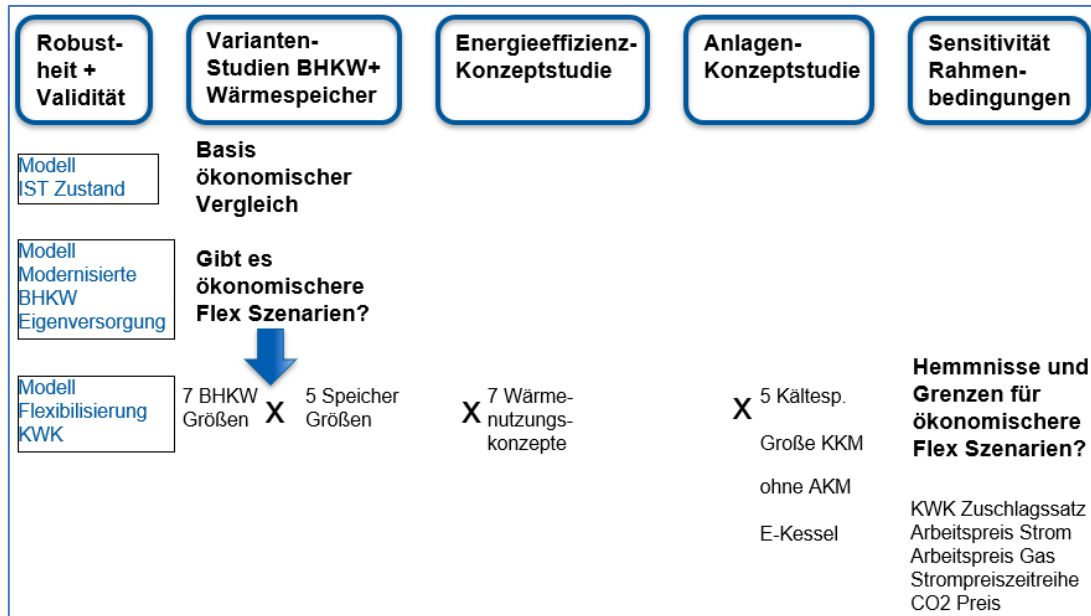 Robust-
heit +
Validität
Varianten-
Studien BHKW+
Wärmespeicher
Energieeffizienz-
Konzeptstudie
Anlagen-
Konzeptstudie
Sensitivität
Rahmen-
bedingungen
Modell
IST Zustand
Basis
ökonomischer
Vergleich
Modell
Modernisierte
BHKW
Eigenversorgung
Gibt es
ökonomischere
Flex Szenarien?
Modell
Flexibilisierung
KWK
7 BHKW
Größen
X
5 Speicher
Größen
X
7 Wärme-
nutzungs-
konzepte
X
5 Kältesp.
Große KKM
ohne AKM
E-Kessel
Hemmnisse und
Grenzen für
ökonomischere
Flex Szenarien?
KWK Zuschlagssatz
Arbeitspreis Strom
Arbeitspreis Gas
Strompreiszeitreihe
CO2 Preis